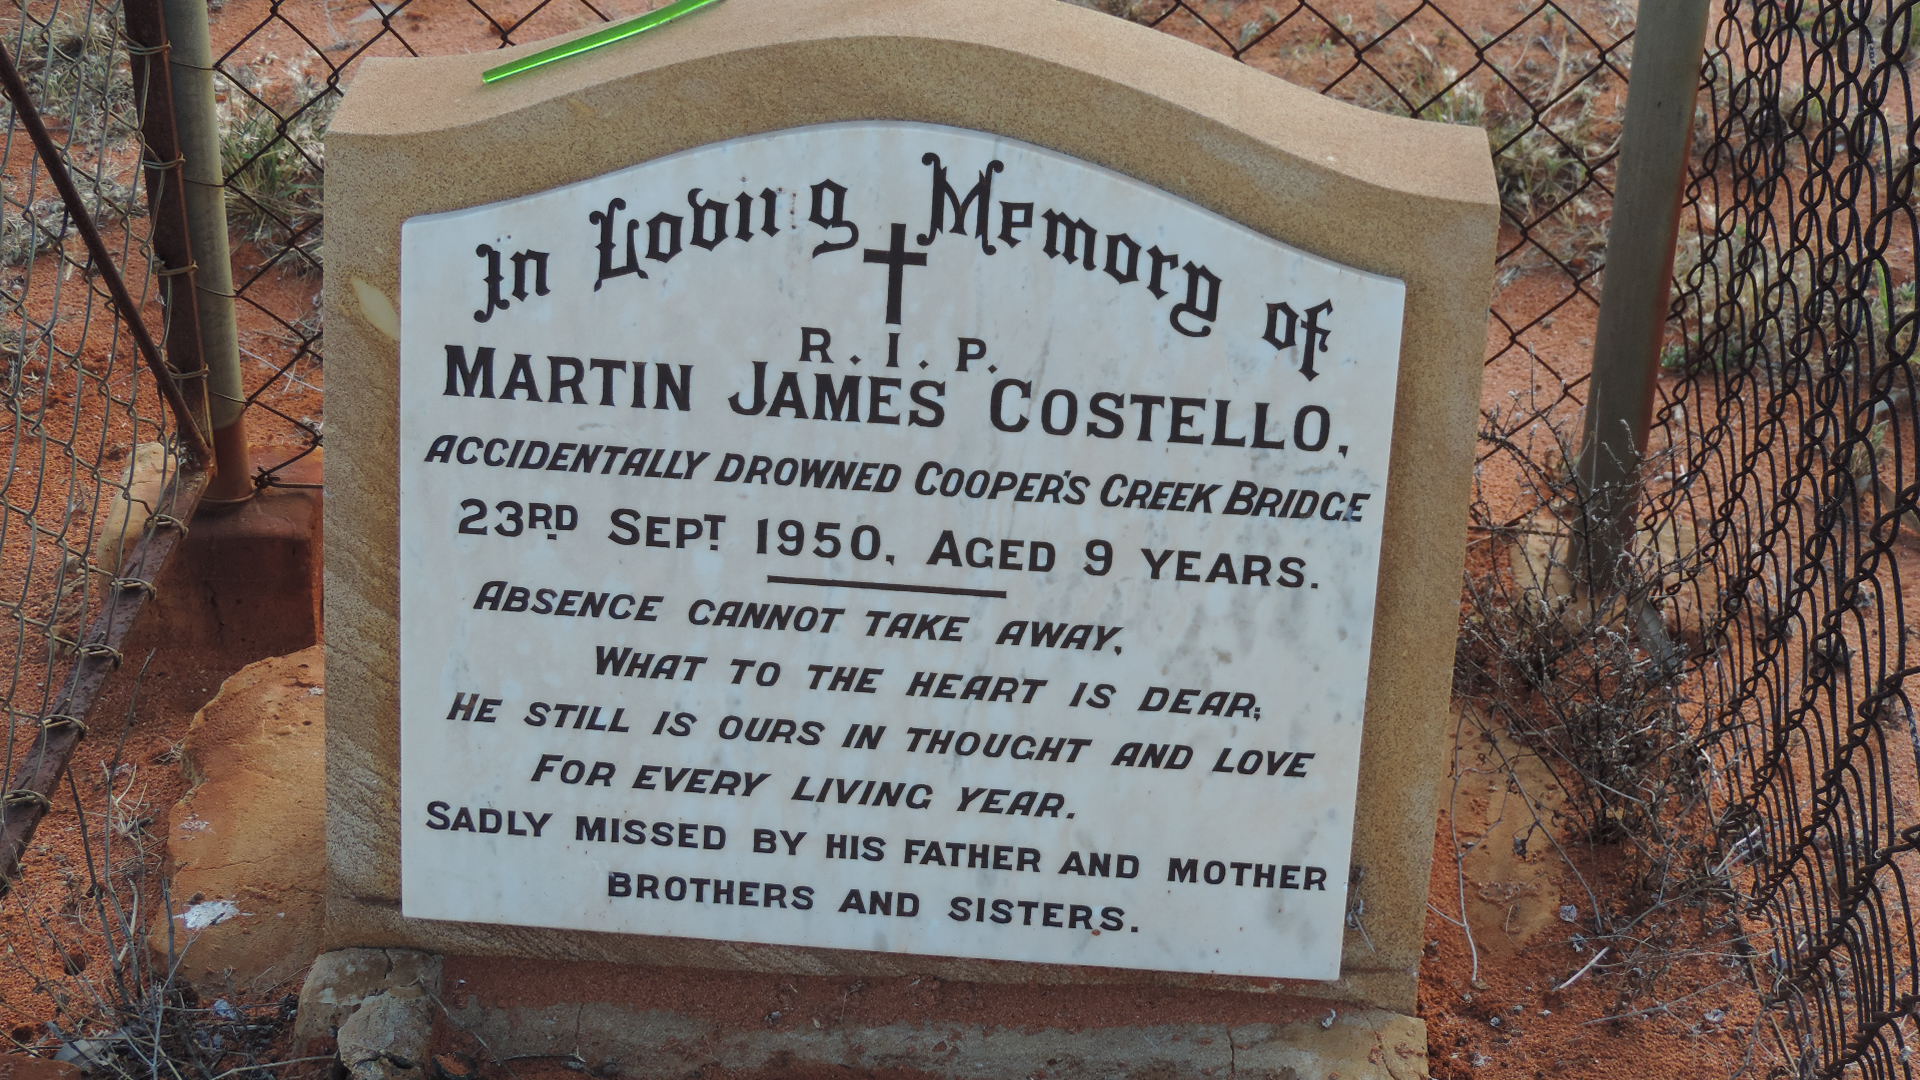 In Loving Memory of
R. I. P.
MARTIN JAMES COSTELLO,
ACCIDENTALLY DROWNED COOPER'S CREEK BRIDGE
23RD SEPT 1950, AGED 9 YEARS.
ABSENCE CANNOT TAKE AWAY,
WHAT TO THE HEART IS DEAR;
HE STILL IS OURS IN THOUGHT AND LOVE
FOR EVERY LIVING YEAR.
SADLY MISSED BY HIS FATHER AND MOTHER
BROTHERS AND SISTERS.